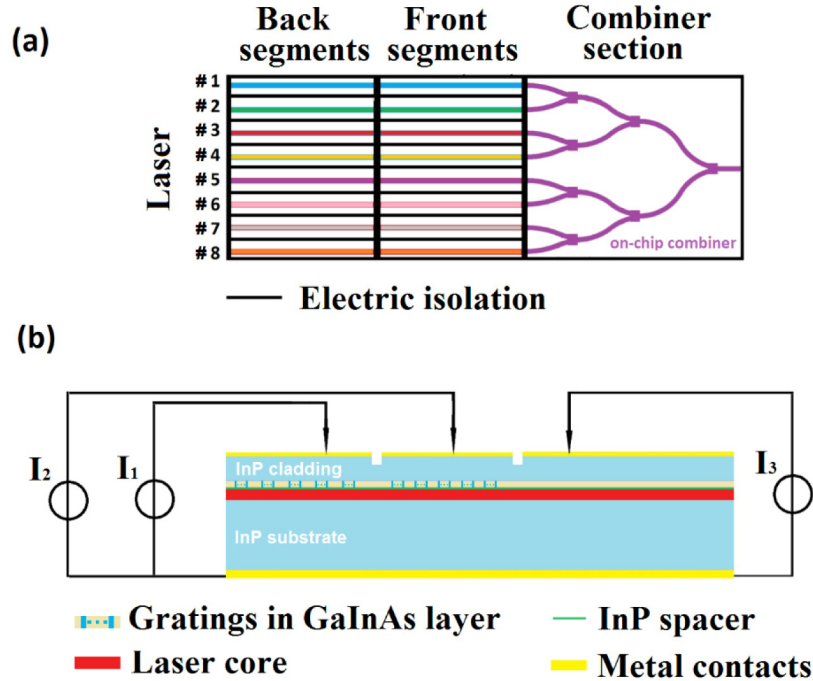 (a)
Back
segments
Front
segments
Combiner
section
Laser
#1
#2
#3
#4
#5
#6
#7
#8
on-chip combiner
Electric isolation
(b)
I2
I1
I3
InP cladding
InP substrate
Gratings in GaInAs layer
InP spacer
Laser core
Metal contacts